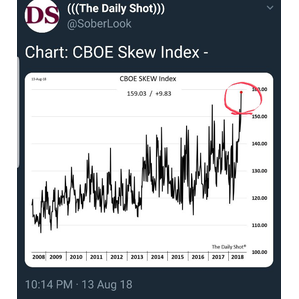 DS
(((The Daily Shot)))
@SoberLook
Chart: CBOE Skew Index -
13 Aug 18
CBOE SKEW Index
159.03 / +9.83
160.00
150.00
140.00
130.00
120.00
110.00
100.00
The Daily Shot®
2008 2009 2010 2011 2012 2013 2014 2015 2016 2017 2018
10:14 PM · 13 Aug 18